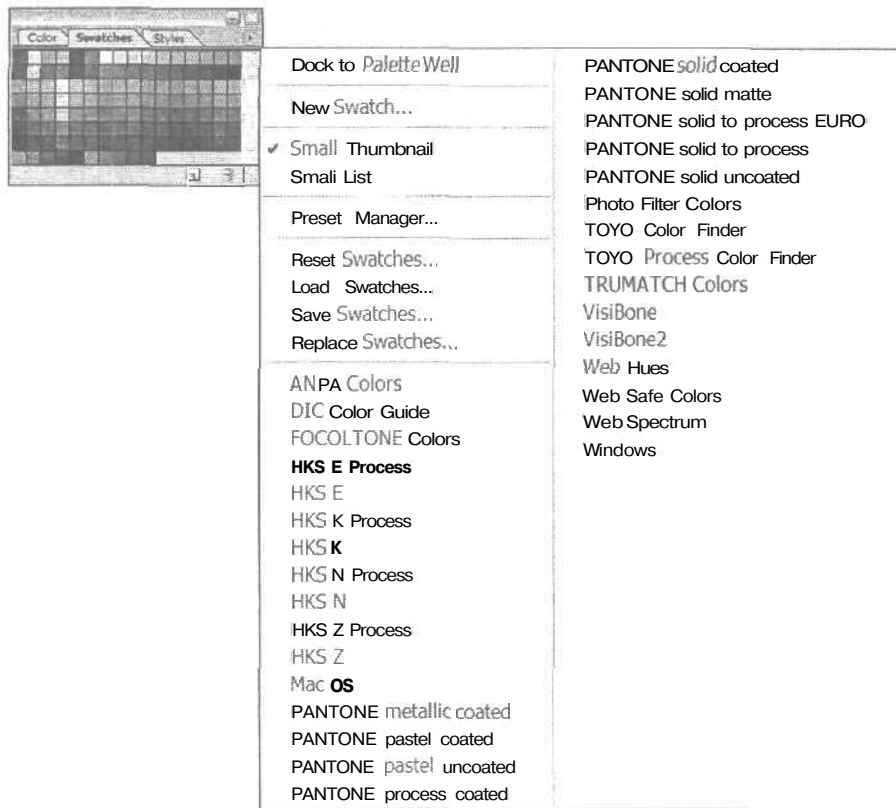 Color Swatches Styles
Dock to Palette Well
New Swatch...
✔ Small Thumbnail
Smali List
Preset Manager...
Reset Swatches...
Load Swatches...
Save Swatches...
Replace Swatches...
ANPA Colors
DIC Color Guide
FOCOLTONE Colors
HKS E Process
HKS E
HKS K Process
HKS K
HKS N Process
HKS N
HKS Z Process
HKS Z
Mac OS
PANTONE metallic coated
PANTONE pastel coated
PANTONE pastel uncoated
PANTONE process coated
PANTONE solid coated
PANTONE solid matte
PANTONE solid to process EURO
PANTONE solid to process
PANTONE solid uncoated
Photo Filter Colors
TOYO Color Finder
TOYO Process Color Finder
TRUMATCH Colors
VisiBone
VisiBone2
Web Hues
Web Safe Colors
Web Spectrum
Windows